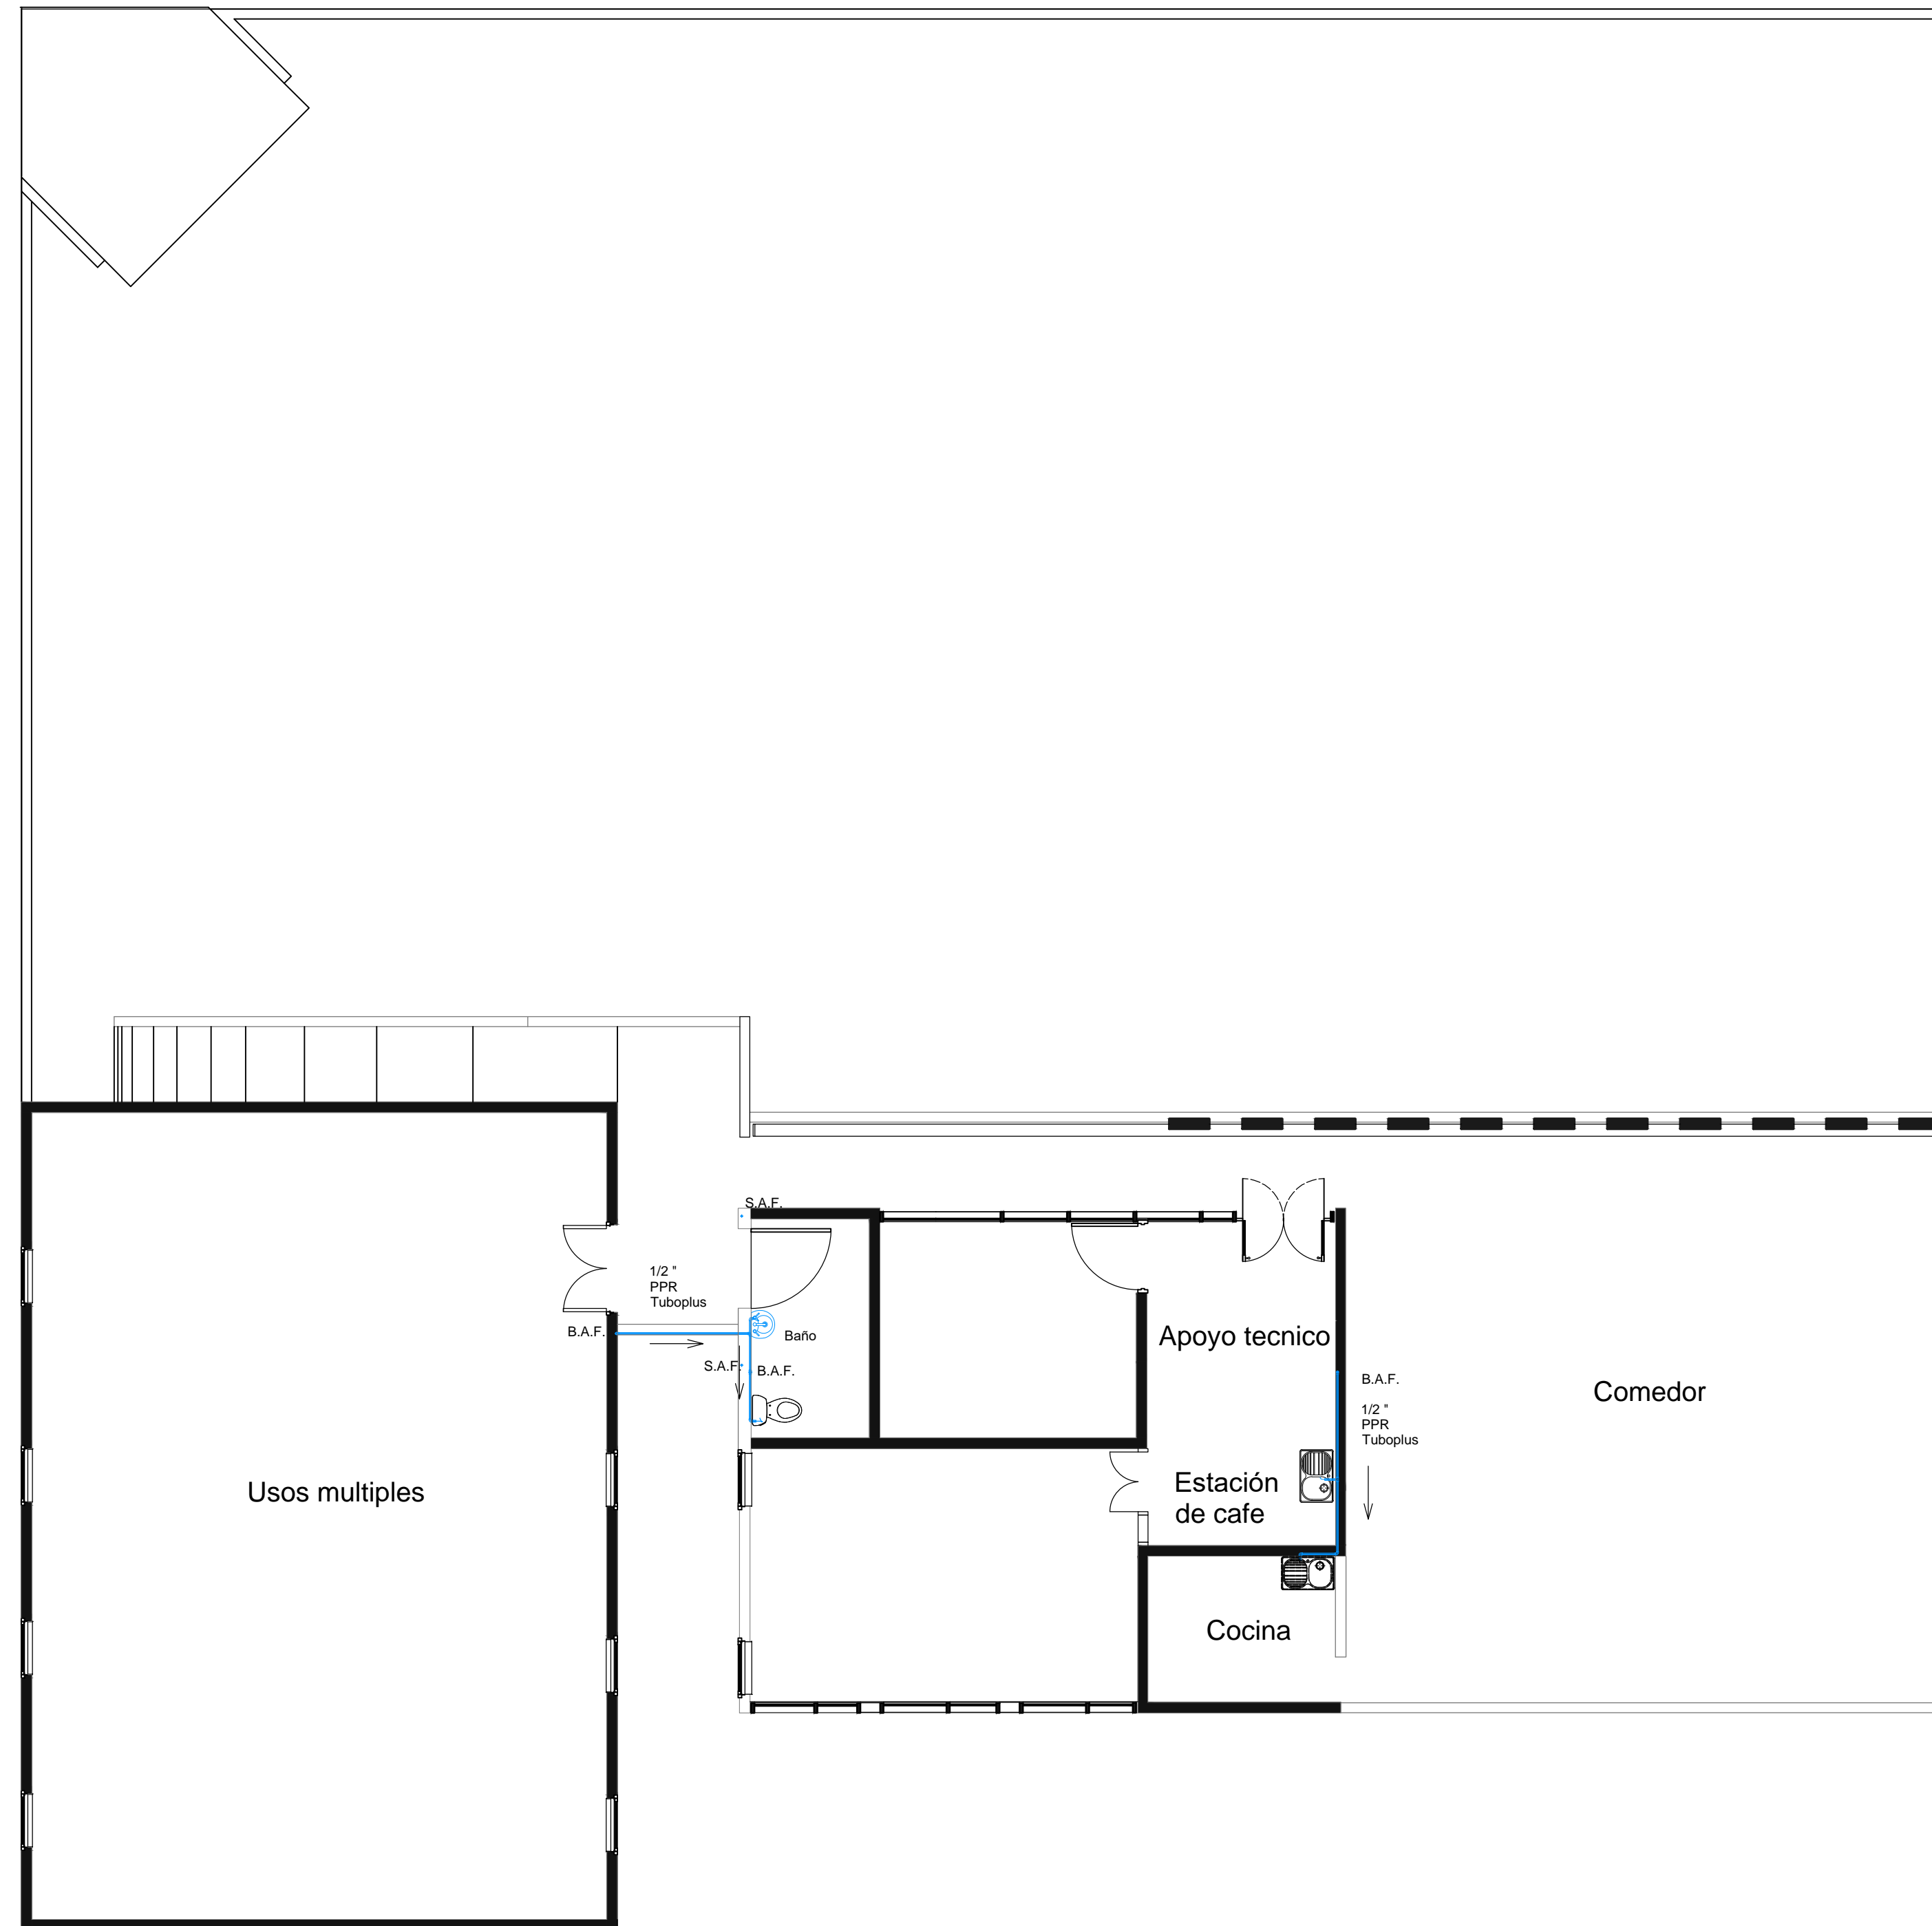 S.A.F.
1/2 "
PPR
Tuboplus
B.A.F.
Baño
S.A.F.
B.A.F.
Apoyo tecnico
B.A.F.
1/2 "
PPR
Tuboplus
Comedor
Usos multiples
Estación
de cafe
Cocina